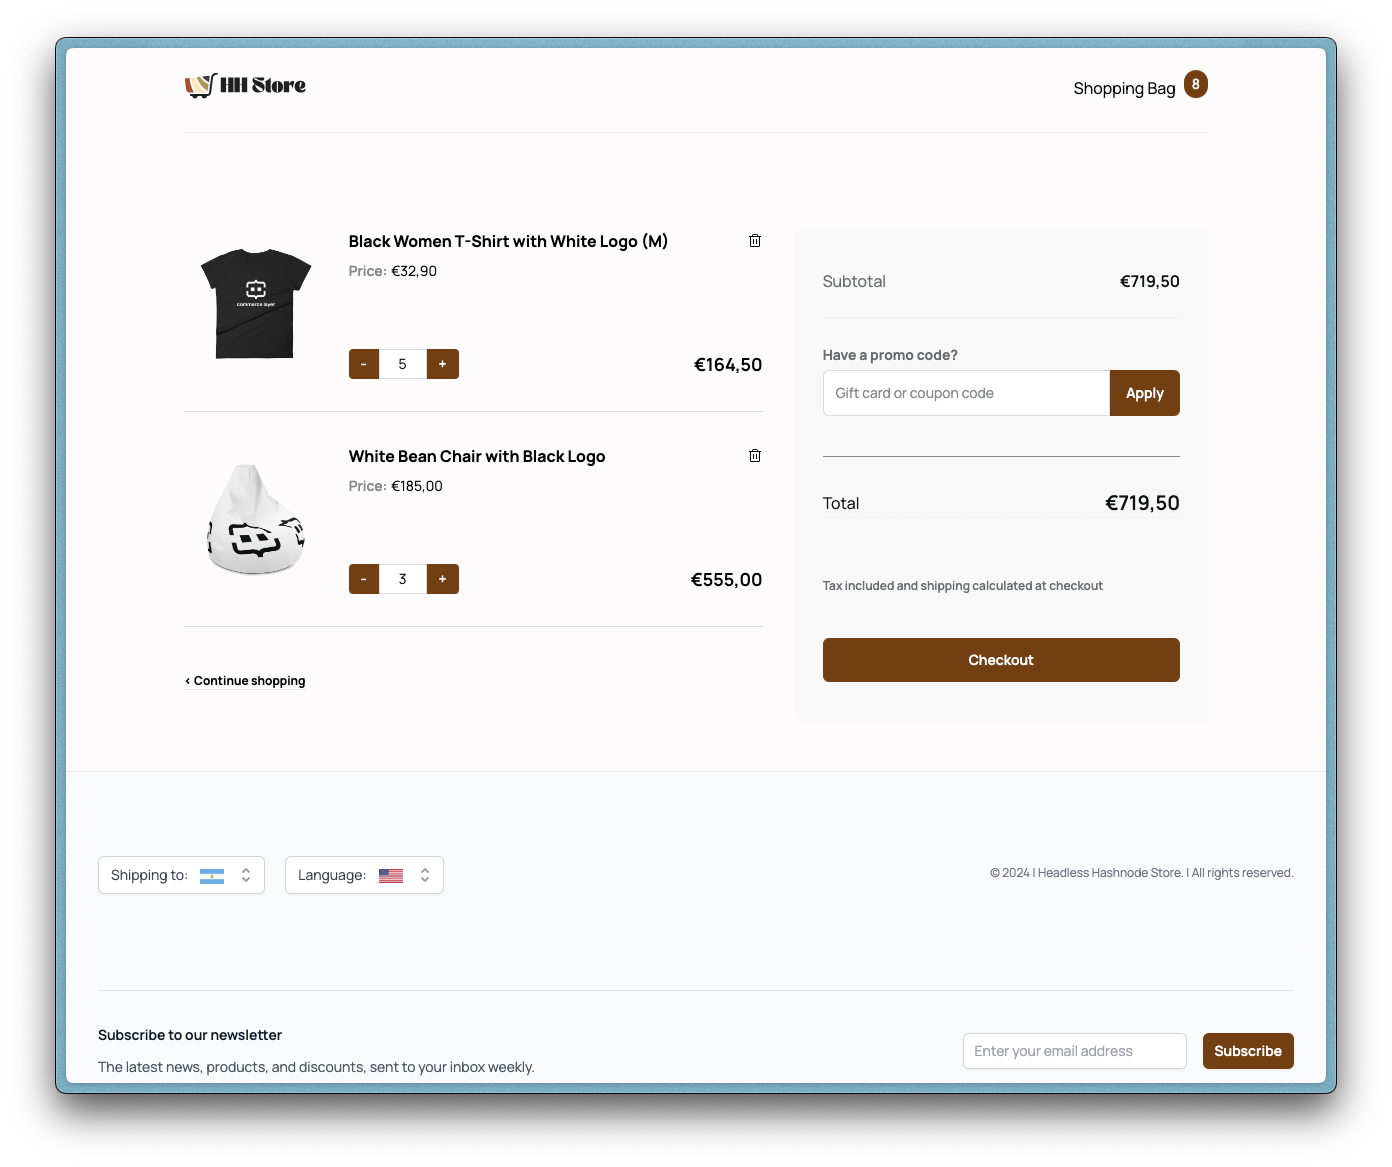 HH Store
Shopping Bag 8
Black Women T-Shirt with White Logo (M)
Price: €32,90
commerce layer
- 5 +
€164,50
White Bean Chair with Black Logo
Price: €185,00
- 3 +
€555,00
‹ Continue shopping
Subtotal €719,50
Have a promo code?
Gift card or coupon code Apply
Total €719,50
Tax included and shipping calculated at checkout
Checkout
Shipping to:
Language:
© 2024 | Headless Hashnode Store. | All rights reserved.
Subscribe to our newsletter
The latest news, products, and discounts, sent to your inbox weekly.
Enter your email address Subscribe